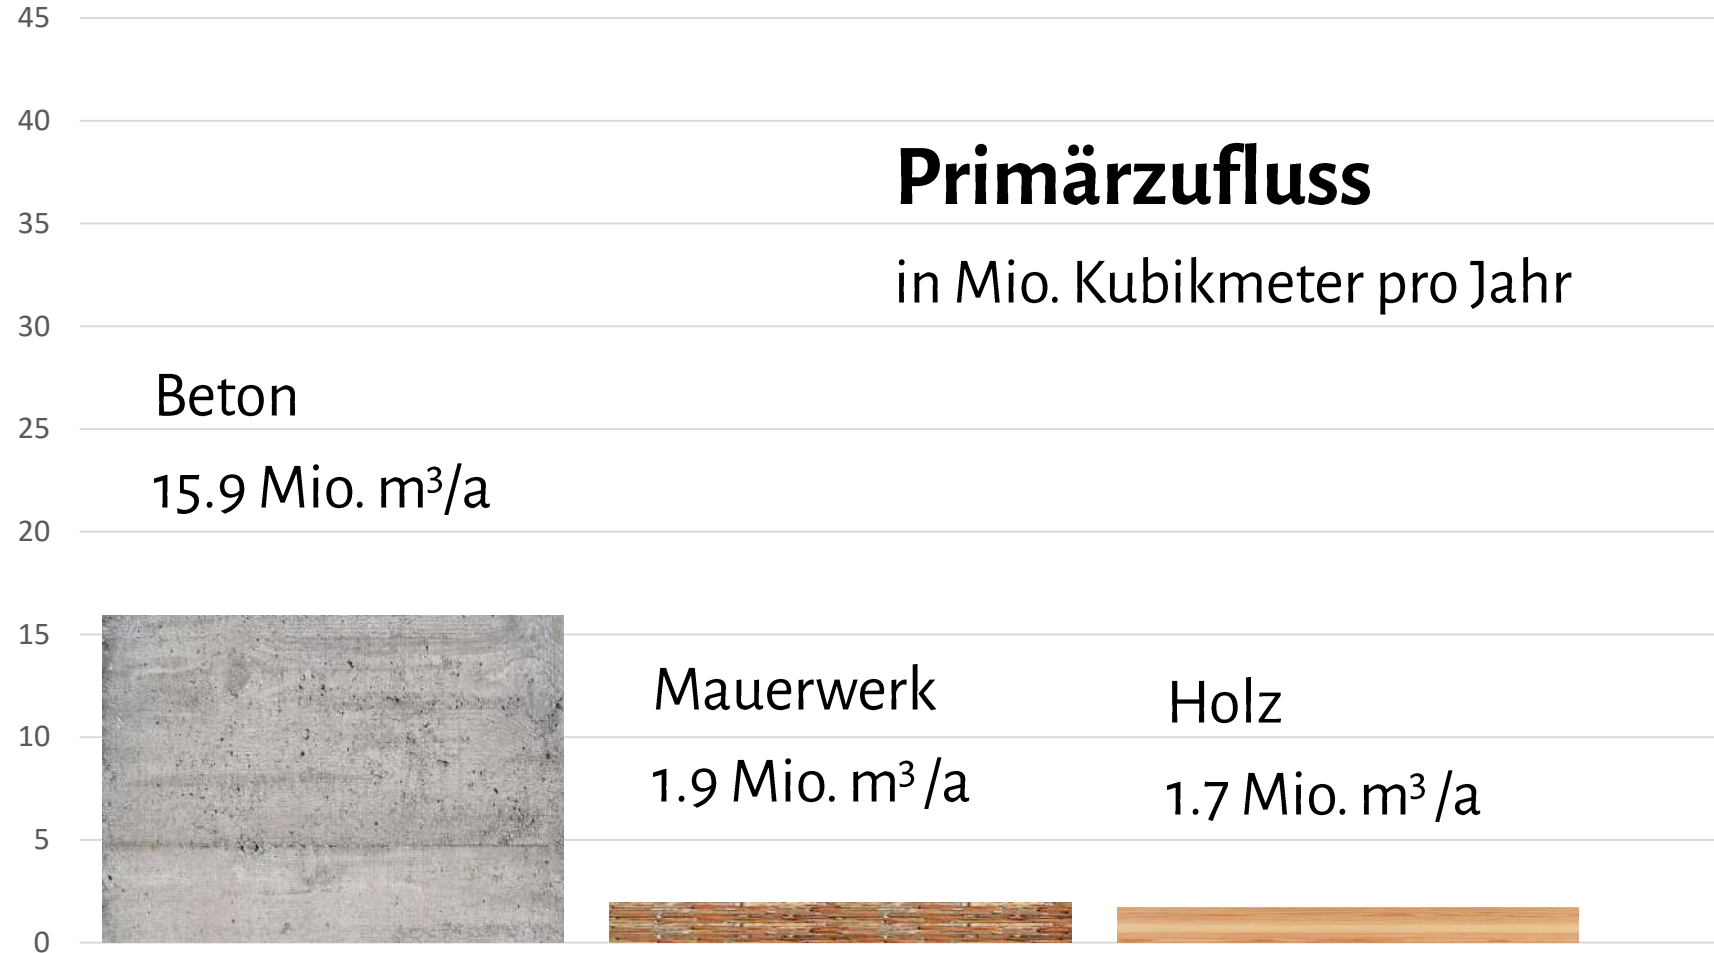 45
40
Primärzufluss
35
in Mio. Kubikmeter pro Jahr
30
Beton
25
15.9 Mio. m³/a
20
15
Mauerwerk
Holz
10
1.9 Mio. m³/a
1.7 Mio. m³/a
5
0